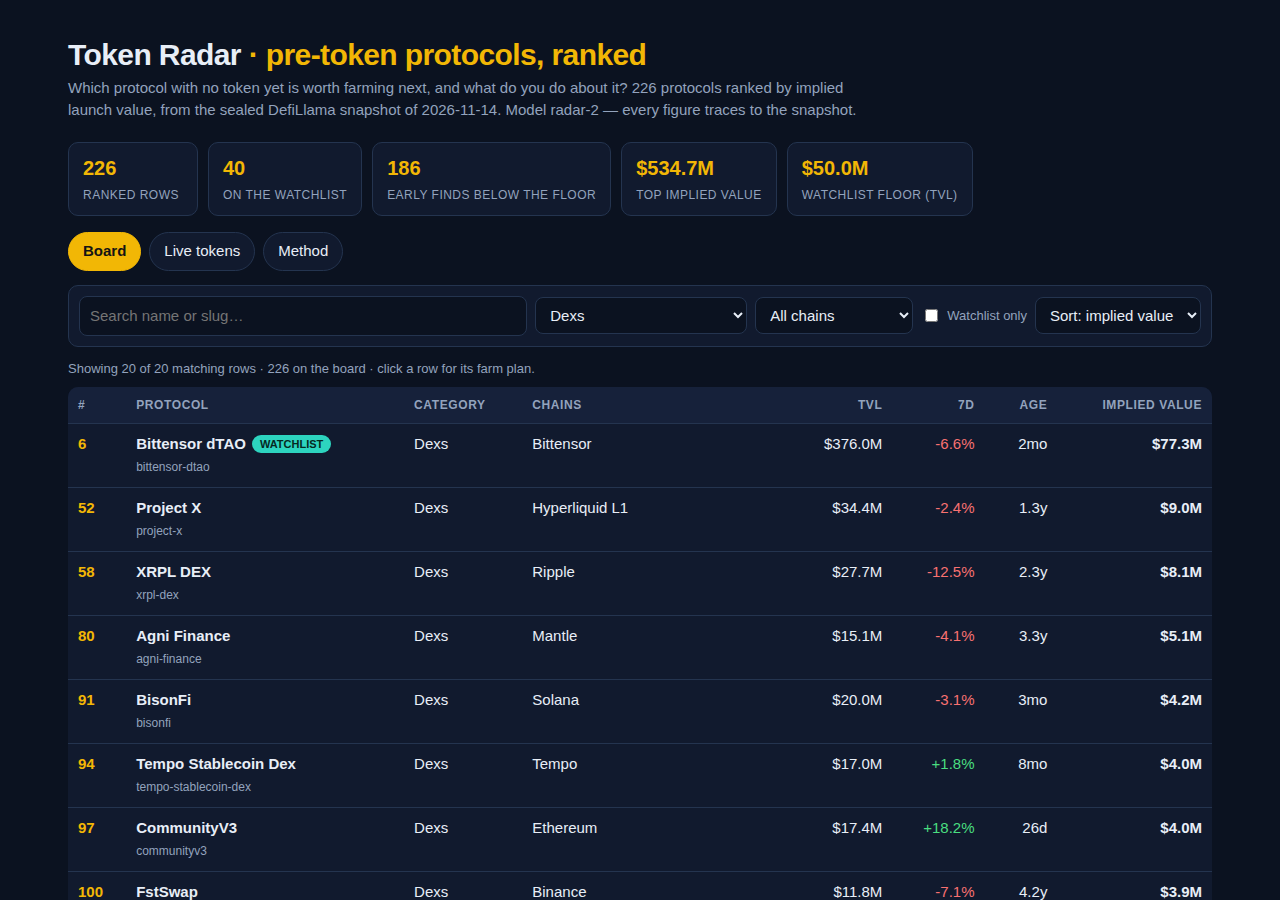 Token Radar · pre-token protocols, ranked
Which protocol with no token yet is worth farming next, and what do you do about it? 226 protocols ranked by implied
launch value, from the sealed DefiLlama snapshot of 2026-11-14. Model radar-2 — every figure traces to the snapshot.
226 40 186 $534.7M $50.0M
RANKED ROWS ON THE WATCHLIST EARLY FINDS BELOW THE FLOOR TOP IMPLIED VALUE WATCHLIST FLOOR (TVL)
Board Live tokens Method
Search name or slug… Dexs All chains Watchlist only Sort: implied value
Showing 20 of 20 matching rows · 226 on the board · click a row for its farm plan.
# PROTOCOL CATEGORY CHAINS TVL 7D AGE IMPLIED VALUE
6 Bittensor dTAO WATCHLIST Dexs Bittensor $376.0M -6.6% 2mo $77.3M
bittensor-dtao
52 Project X Dexs Hyperliquid L1 $34.4M -2.4% 1.3y $9.0M
project-x
58 XRPL DEX Dexs Ripple $27.7M -12.5% 2.3y $8.1M
xrpl-dex
80 Agni Finance Dexs Mantle $15.1M -4.1% 3.3y $5.1M
agni-finance
91 BisonFi Dexs Solana $20.0M -3.1% 3mo $4.2M
bisonfi
94 Tempo Stablecoin Dex Dexs Tempo $17.0M +1.8% 8mo $4.0M
tempo-stablecoin-dex
97 CommunityV3 Dexs Ethereum $17.4M +18.2% 26d $4.0M
communityv3
100 FstSwap Dexs Binance $11.8M -7.1% 4.2y $3.9M